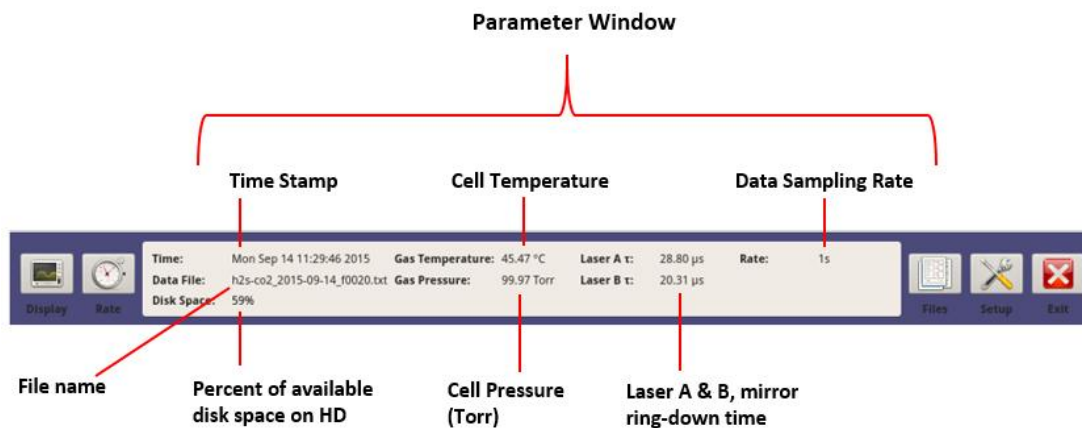 Parameter Window
Time Stamp
Cell Temperature
Data Sampling Rate
Time: Mon Sep 14 11:29:46 2015 Gas Temperature: 45.47 °C Laser A τ: 28.80 µs Rate: 1s
Data File: h2s-co2_2015-09-14_f0020.txt Gas Pressure: 99.97 Torr Laser B τ: 20.31 µs
Disk Space: 59%
Display Rate Files Setup Exit
File name
Percent of available
disk space on HD
Cell Pressure
(Torr)
Laser A & B, mirror
ring-down time